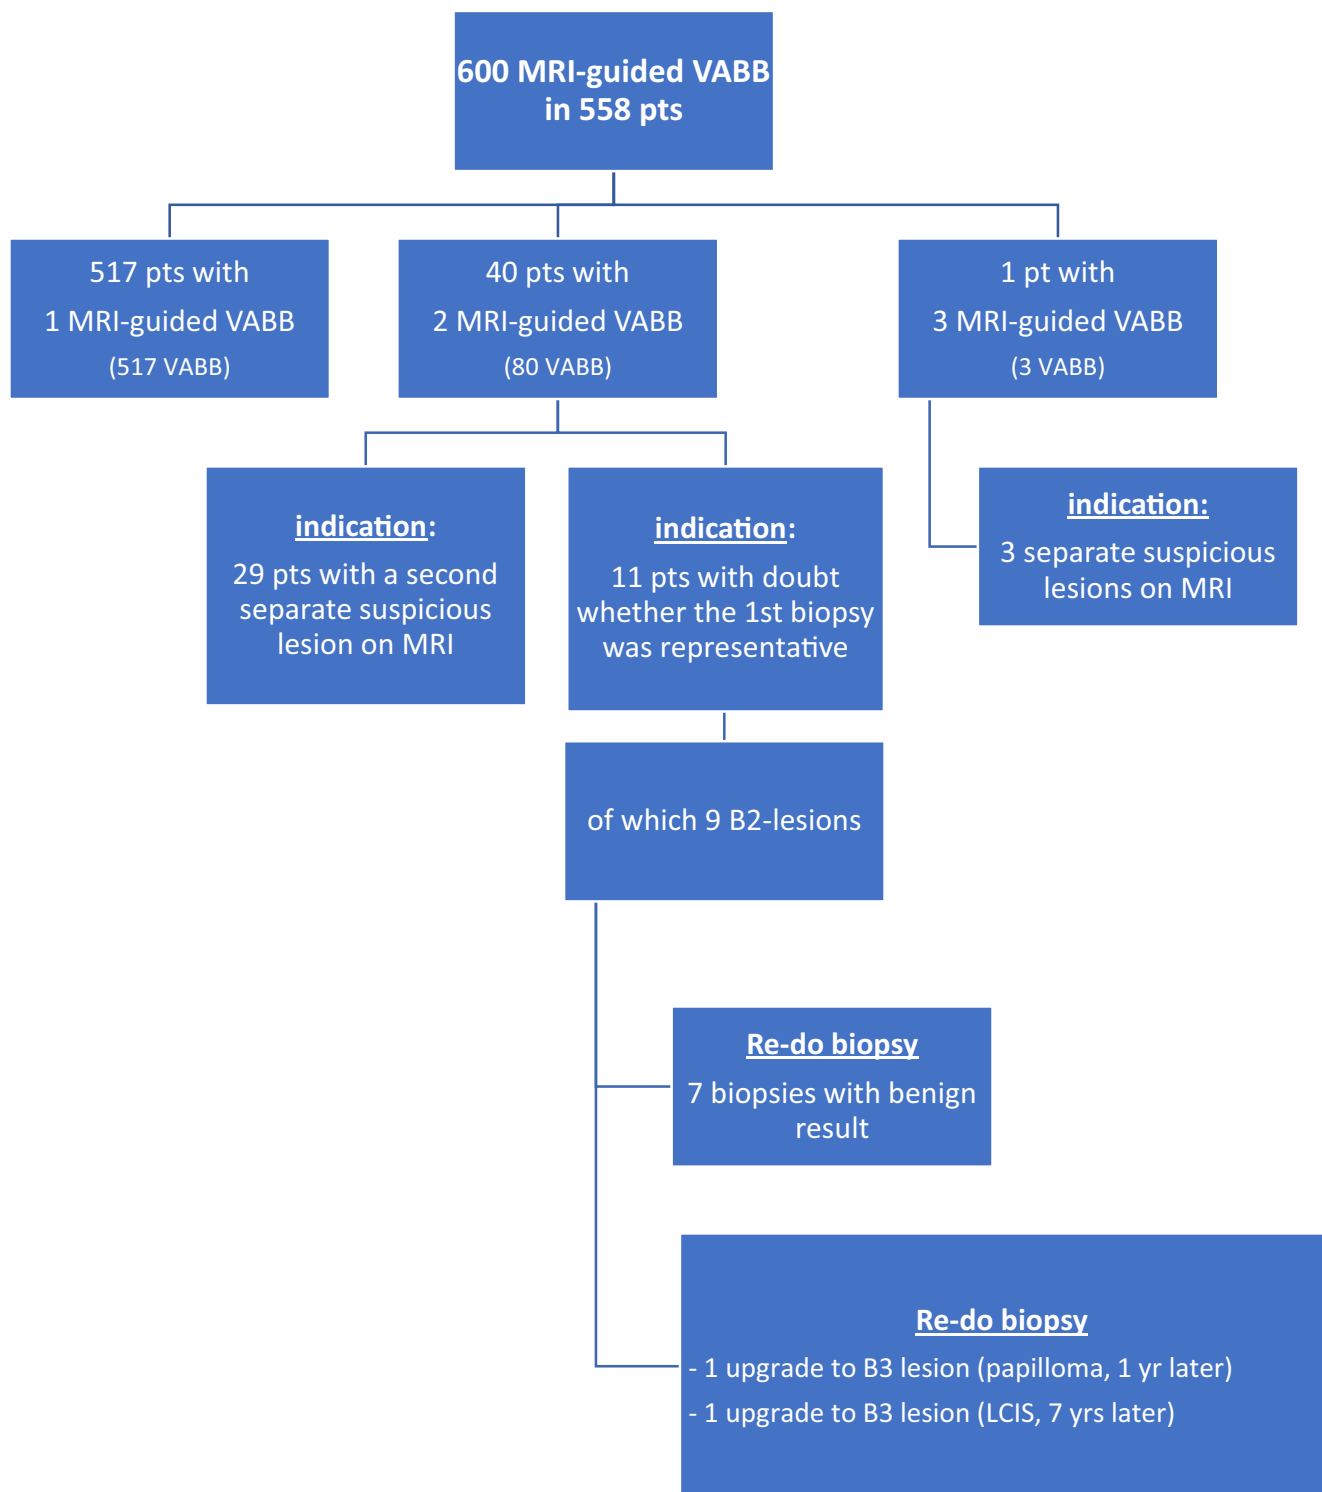 600 MRI-guided VABB
in 558 pts
517 pts with
1 MRI-guided VABB
(517 VABB)
40 pts with
2 MRI-guided VABB
(80 VABB)
1 pt with
3 MRI-guided VABB
(3 VABB)
indication:
29 pts with a second
separate suspicious
lesion on MRI
indication:
11 pts with doubt
whether the 1st biopsy
was representative
indication:
3 separate suspicious
lesions on MRI
of which 9 B2-lesions
Re-do biopsy
7 biopsies with benign
result
Re-do biopsy
- 1 upgrade to B3 lesion (papilloma, 1 yr later)
- 1 upgrade to B3 lesion (LCIS, 7 yrs later)